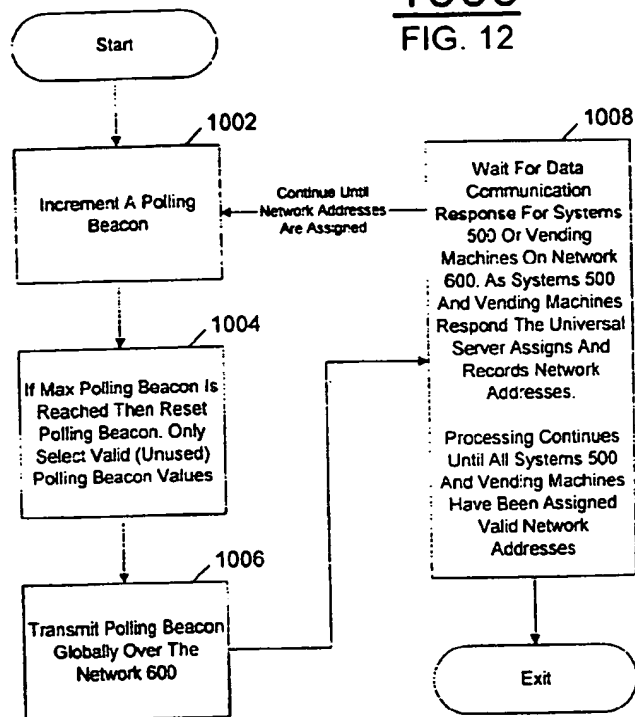 FIG. 12
Start
1002
Increment A Polling
Beacon
1004
If Max Polling Beacon Is
Reached Then Reset
Polling Beacon. Only
Select Valid (Unused)
Polling Beacon Values
1006
Transmit Polling Beacon
Globally Over The
Network 600
Continue Until
Network Addresses
Are Assigned
1008
Wait For Data
Communication
Response For Systems
500 Or Vending
Machines On Network
600. As Systems 500
And Vending Machines
Respond The Universal
Server Assigns And
Records Network
Addresses.
Processing Continues
Until All Systems 500
And Vending Machines
Have Been Assigned
Valid Network
Addresses
Exit